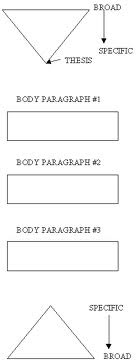 BROAD
SPECIFIC
THESIS
BODY PARAGRAPH #1
BODY PARAGRAPH #2
BODY PARAGRAPH #3
SPECIFIC
BROAD